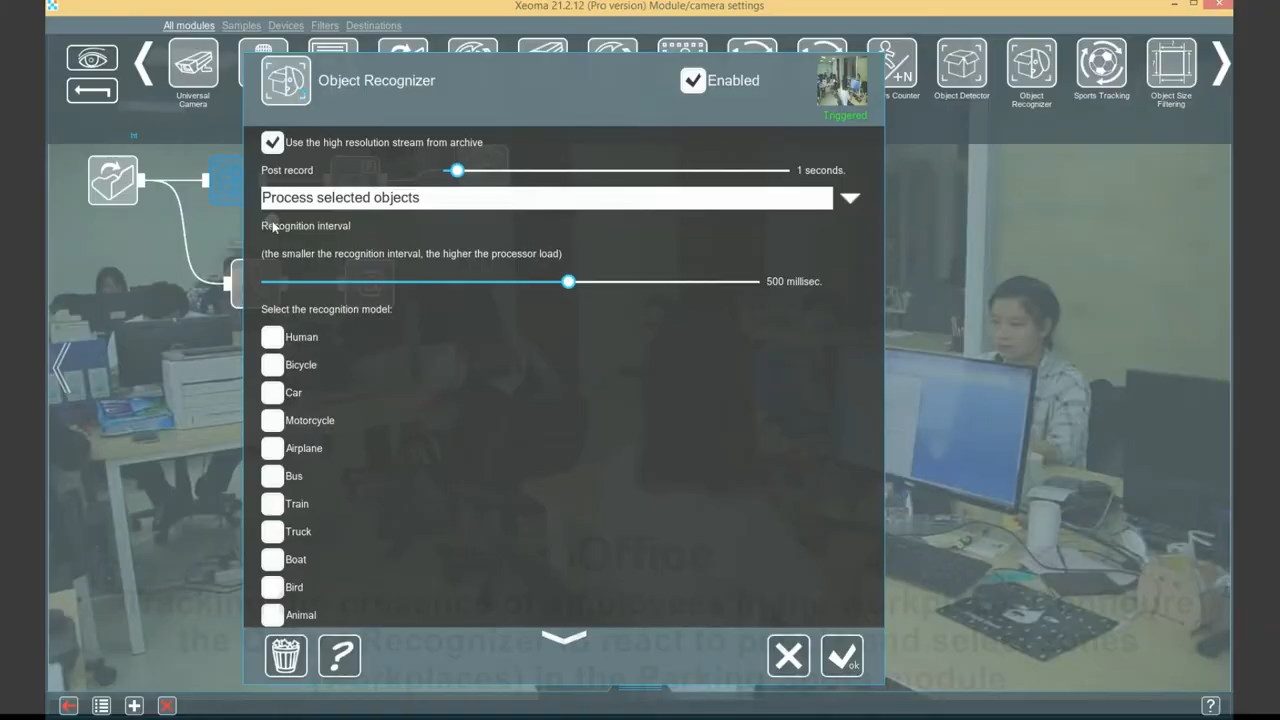 Xeoma 21.2.12 (Pro version) Module/camera settings
All modules Samples Devices Filters Destinations
Universal Camera
s Counter
Object Detector
Object Recognizer
Sports Tracking
Object Size Filtering
+N
Object Recognizer
Enabled
Triggered
Use the high resolution stream from archive
Post record
1 seconds.
Process selected objects
Recognition interval
(the smaller the recognition interval, the higher the processor load)
500 millisec.
Select the recognition model:
Human
Bicycle
Car
Motorcycle
Airplane
Bus
Train
Truck
Boat
Bird
Animal
iOffice
module
?
ok
?